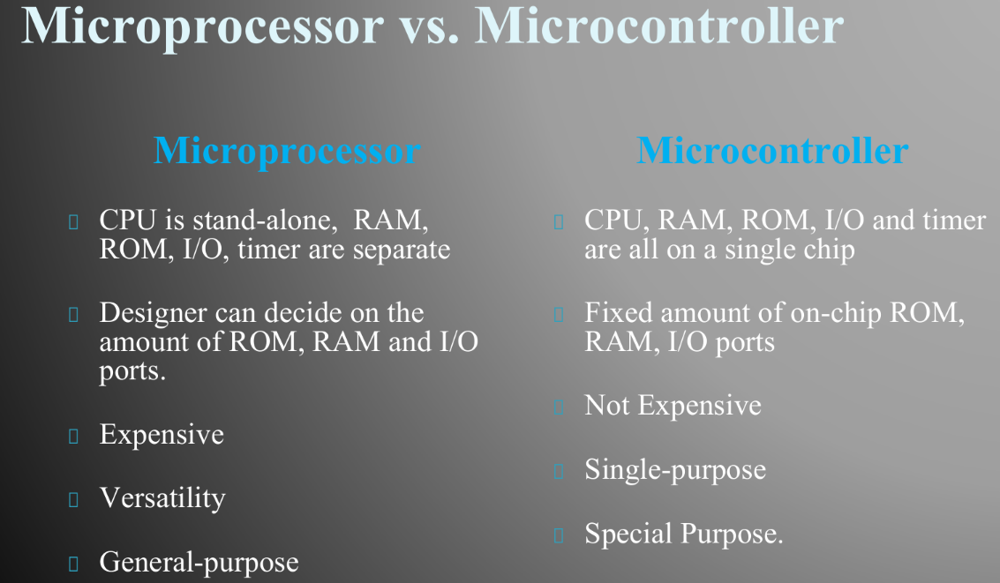 Microprocessor vs. Microcontroller
Microprocessor
CPU is stand-alone, RAM,
ROM, I/O, timer are separate
Designer can decide on the
amount of ROM, RAM and I/O
ports.
Expensive
Versatility
General-purpose
Microcontroller
CPU, RAM, ROM, I/O and timer
are all on a single chip
Fixed amount of on-chip ROM,
RAM, I/O ports
Not Expensive
Single-purpose
Special Purpose.